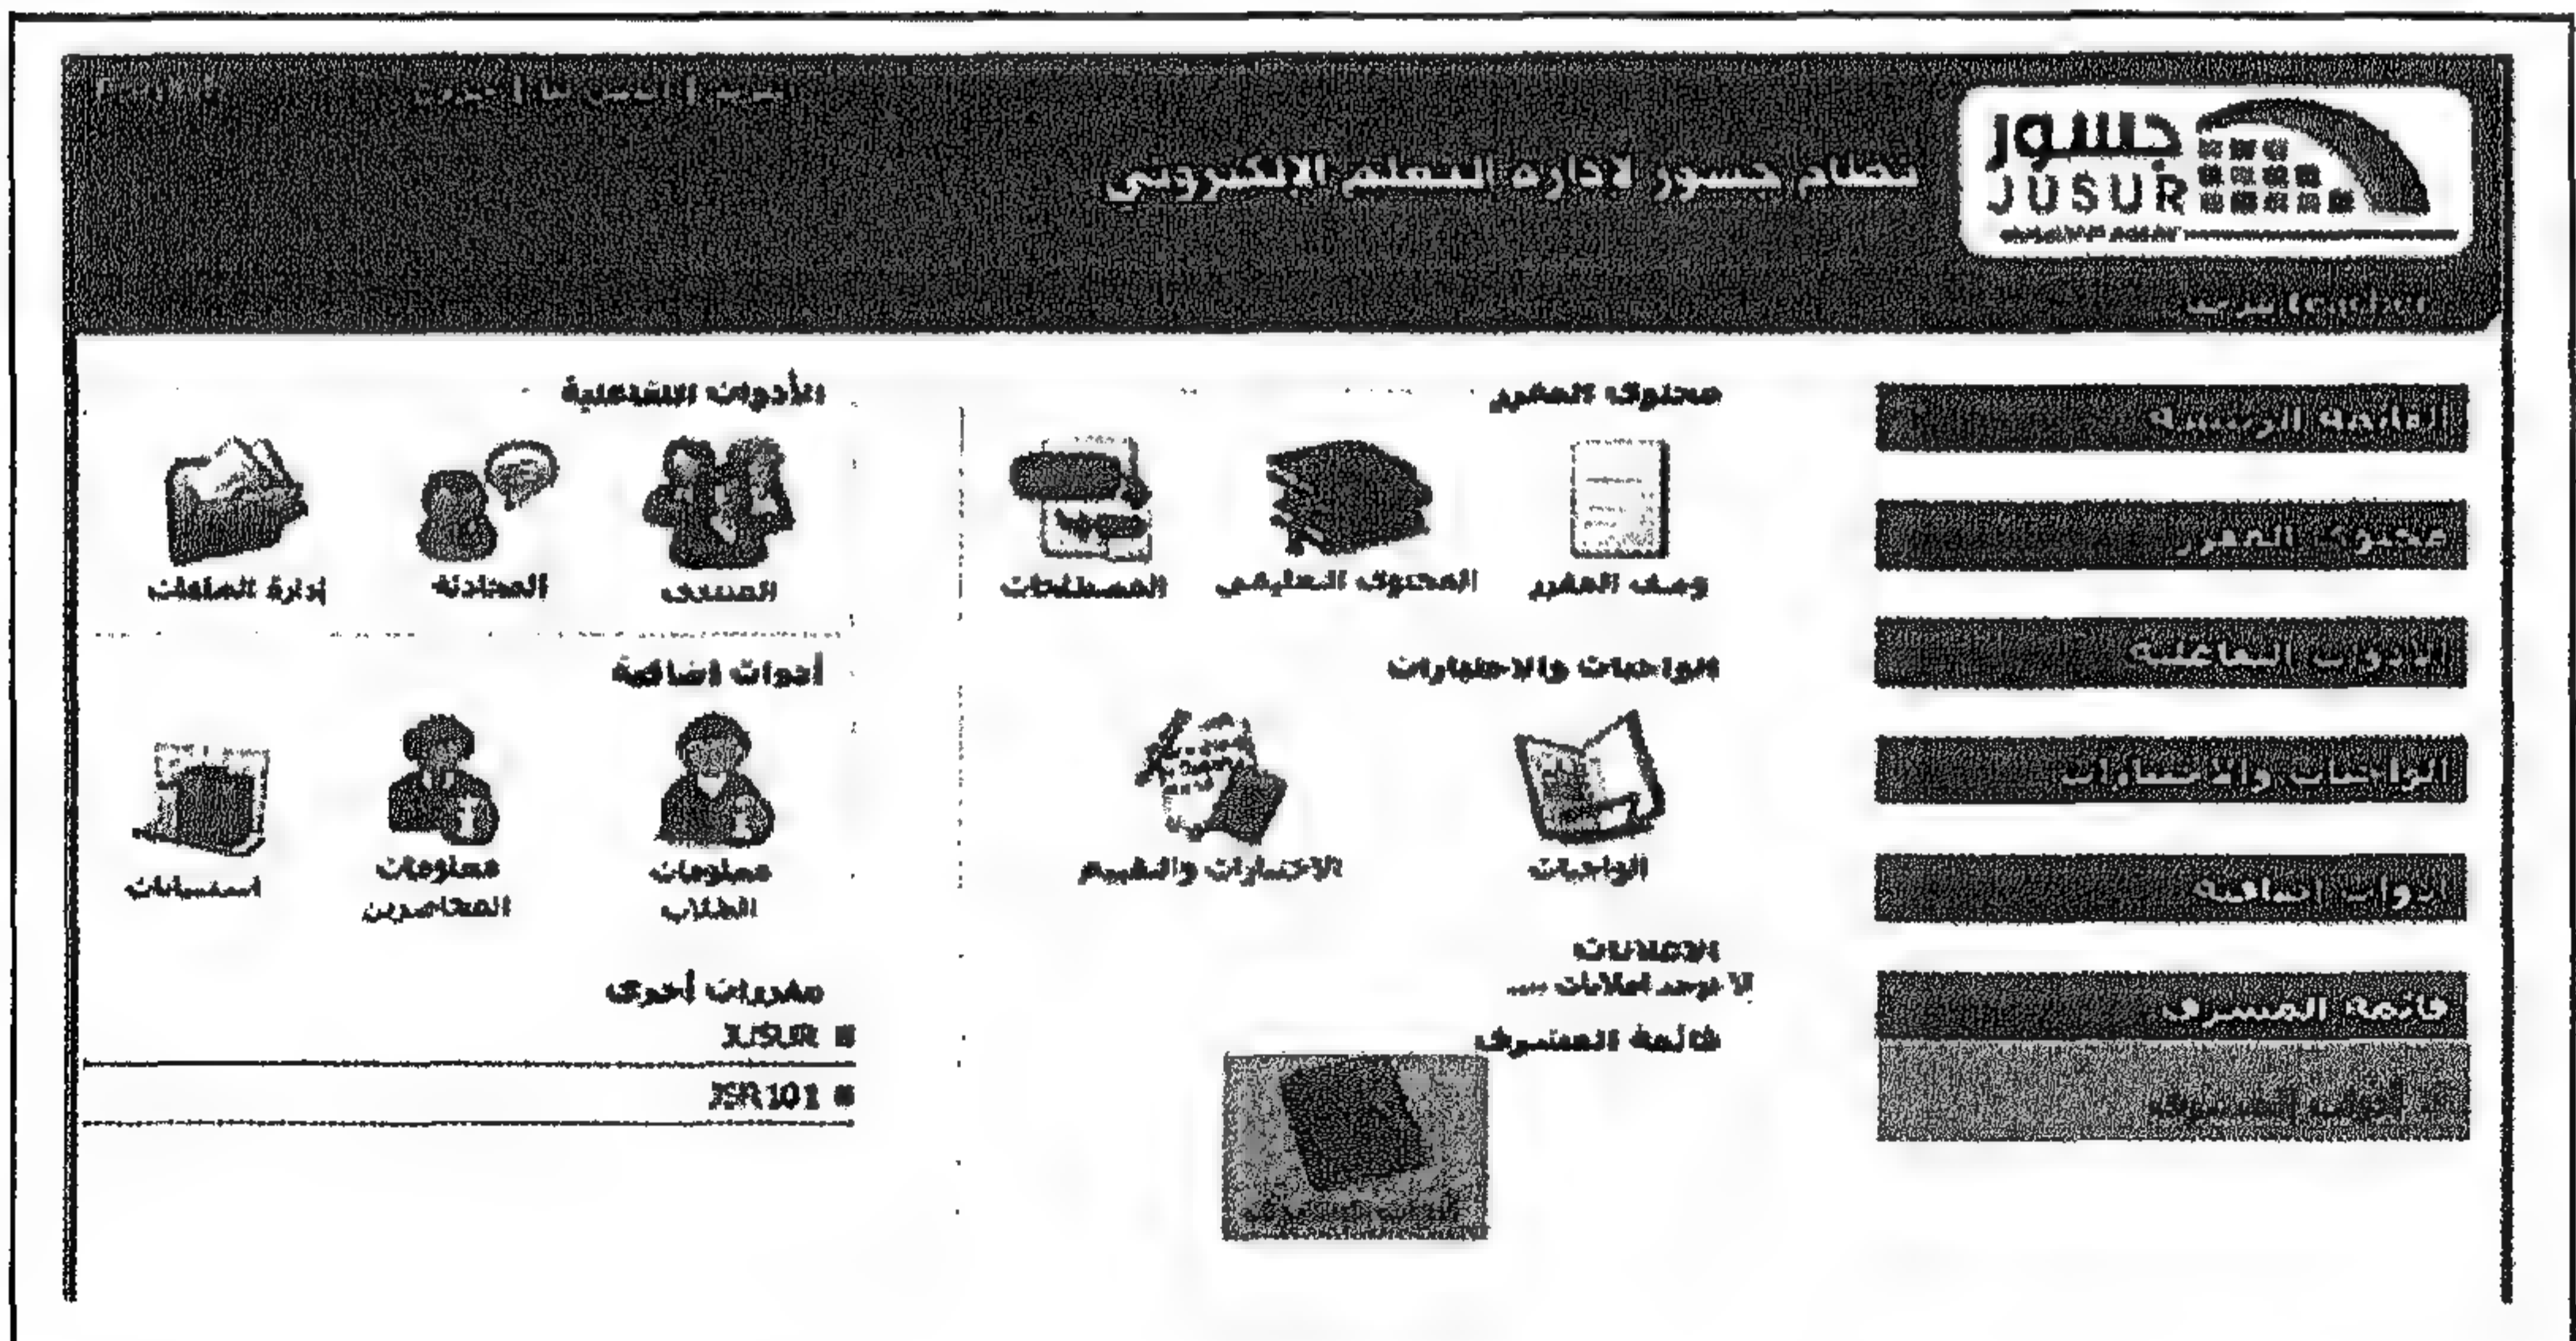 جسور
JUSUR
نظام جسور لإدارة التعلم الإلكتروني
القائمة الرئيسية
محتوى المقرر
الأدوات التفاعلية
الواجبات والاختبارات
أدوات إضافية
قائمة المشرف
محتوى المقرر
وصف المقرر
المحتوى التعليمي
المصطلحات
الواجبات والاختبارات
الواجبات
الاختبارات والتقييم
الإعلانات
لا توجد إعلانات ....
قائمة المشرف
الأدوات التفاعلية
المنتدى
المحادثة
إدارة الملفات
أدوات إضافية
معلومات الطلاب
معلومات المحاضرين
استبيانات
مقررات أخرى
JUSUR
JSR101